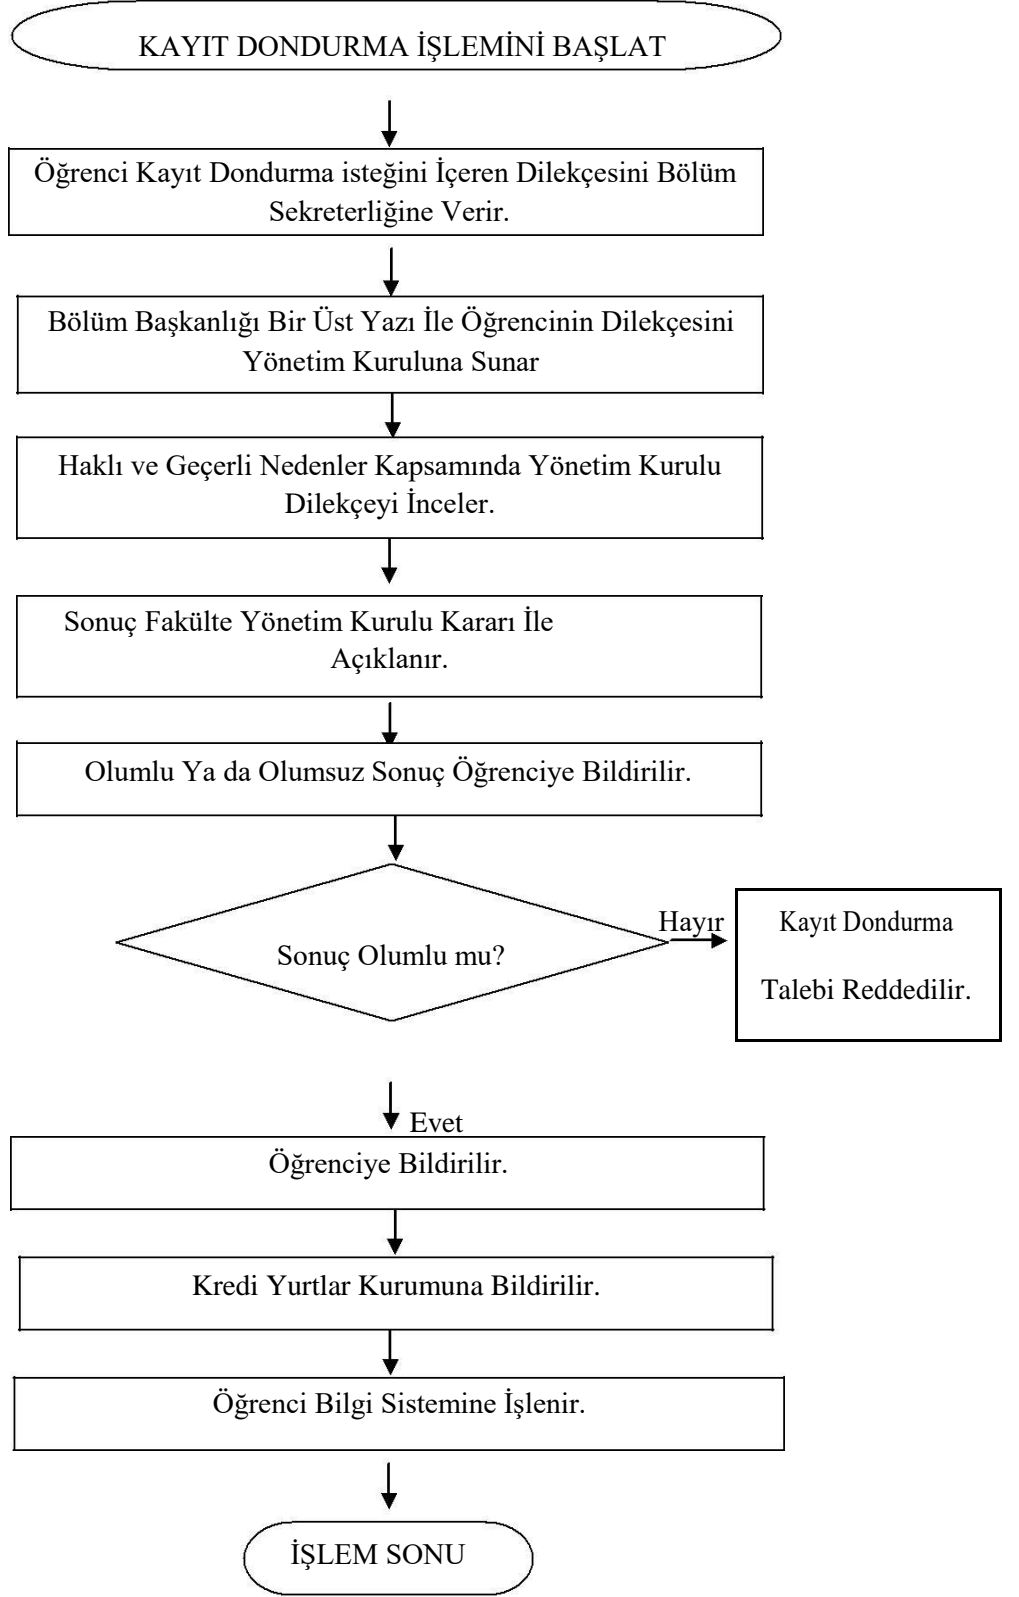 KAYIT DONDURMA İŞLEMİNİ BAŞLAT
Öğrenci Kayıt Dondurma isteğini İçeren Dilekçesini Bölüm
Sekreterliğine Verir.
Bölüm Başkanlığı Bir Üst Yazı İle Öğrencinin Dilekçesini
Yönetim Kuruluna Sunar
Haklı ve Geçerli Nedenler Kapsamında Yönetim Kurulu
Dilekçeyi İnceler.
Sonuç Fakülte Yönetim Kurulu Kararı İle
Açıklanır.
Olumlu Ya da Olumsuz Sonuç Öğrenciye Bildirilir.
Sonuç Olumlu mu?
Hayır
Kayıt Dondurma
Talebi Reddedilir.
Evet
Öğrenciye Bildirilir.
Kredi Yurtlar Kurumuna Bildirilir.
Öğrenci Bilgi Sistemine İşlenir.
İŞLEM SONU